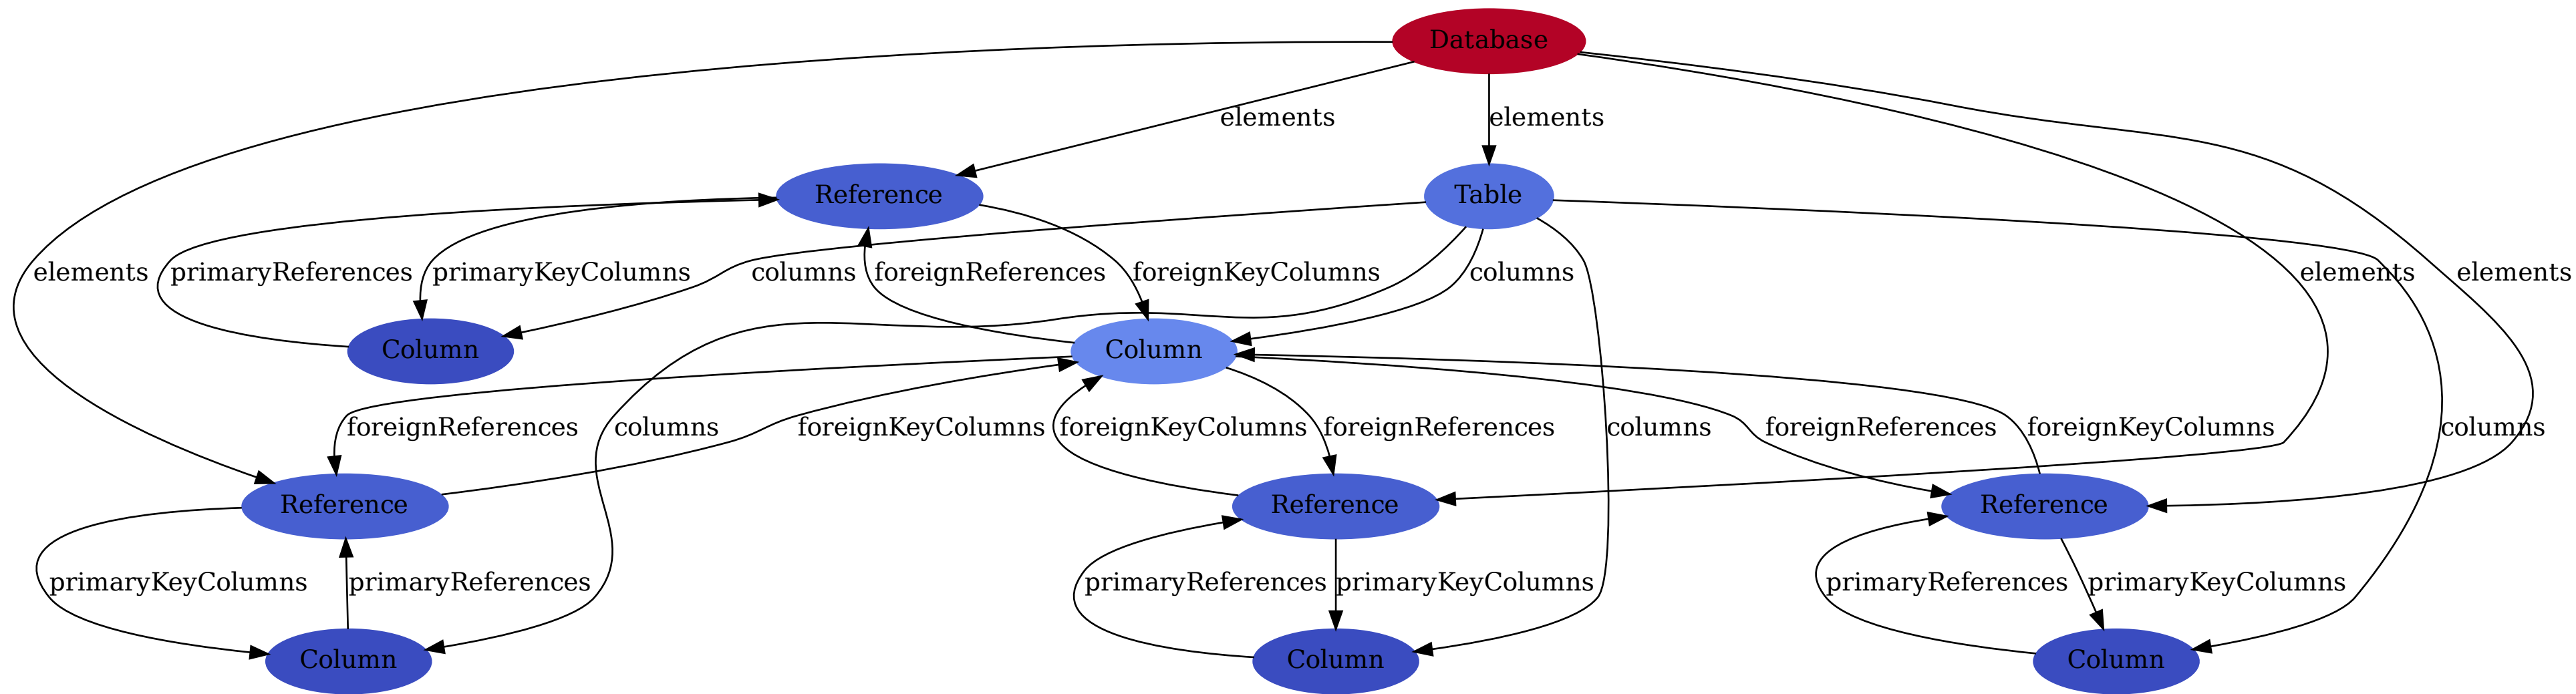 Database
elements
elements
Reference
Table
elements
primaryReferences
primaryKeyColumns
columns
foreignReferences
foreignKeyColumns
columns
elements
elements
Column
Column
foreignReferences
columns
foreignKeyColumns
foreignKeyColumns
foreignReferences
columns
foreignReferences
foreignKeyColumns
columns
Reference
Reference
Reference
primaryKeyColumns
primaryReferences
primaryReferences
primaryKeyColumns
primaryReferences
primaryKeyColumns
Column
Column
Column